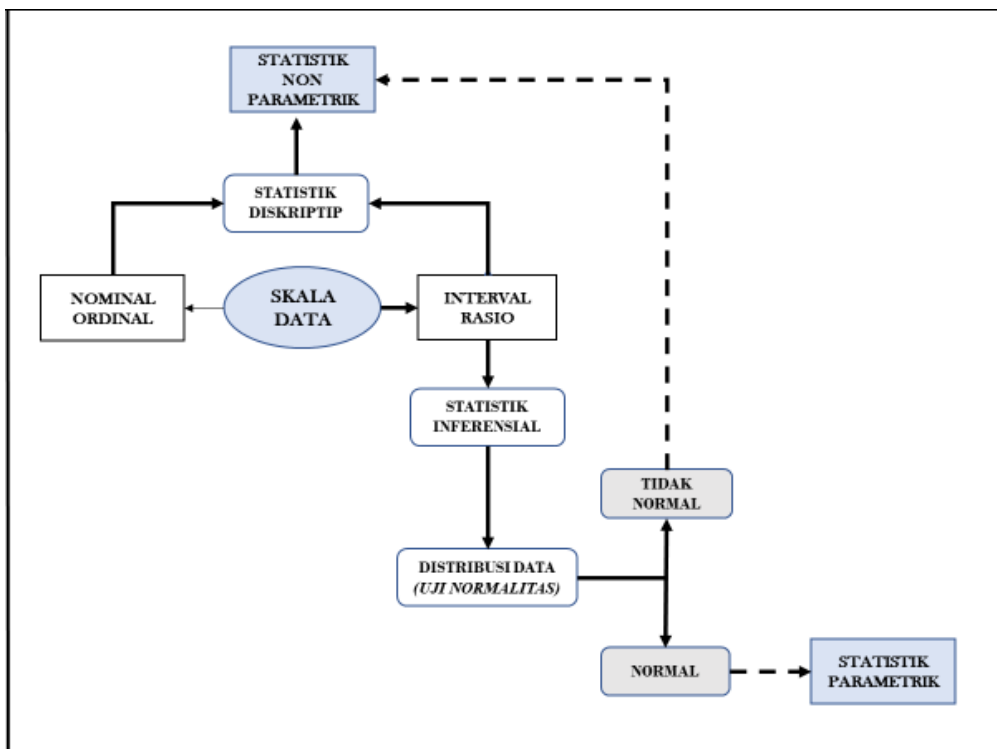 STATISTIK
NON
PARAMETRIK
STATISTIK
DISKRIPTIP
NOMINAL
ORDINAL
SKALA
DATA
INTERVAL
RASIO
STATISTIK
INFERENSIAL
TIDAK
NORMAL
DISTRIBUSI DATA
(UJI NORMALITAS)
NORMAL
STATISTIK
PARAMETRIK